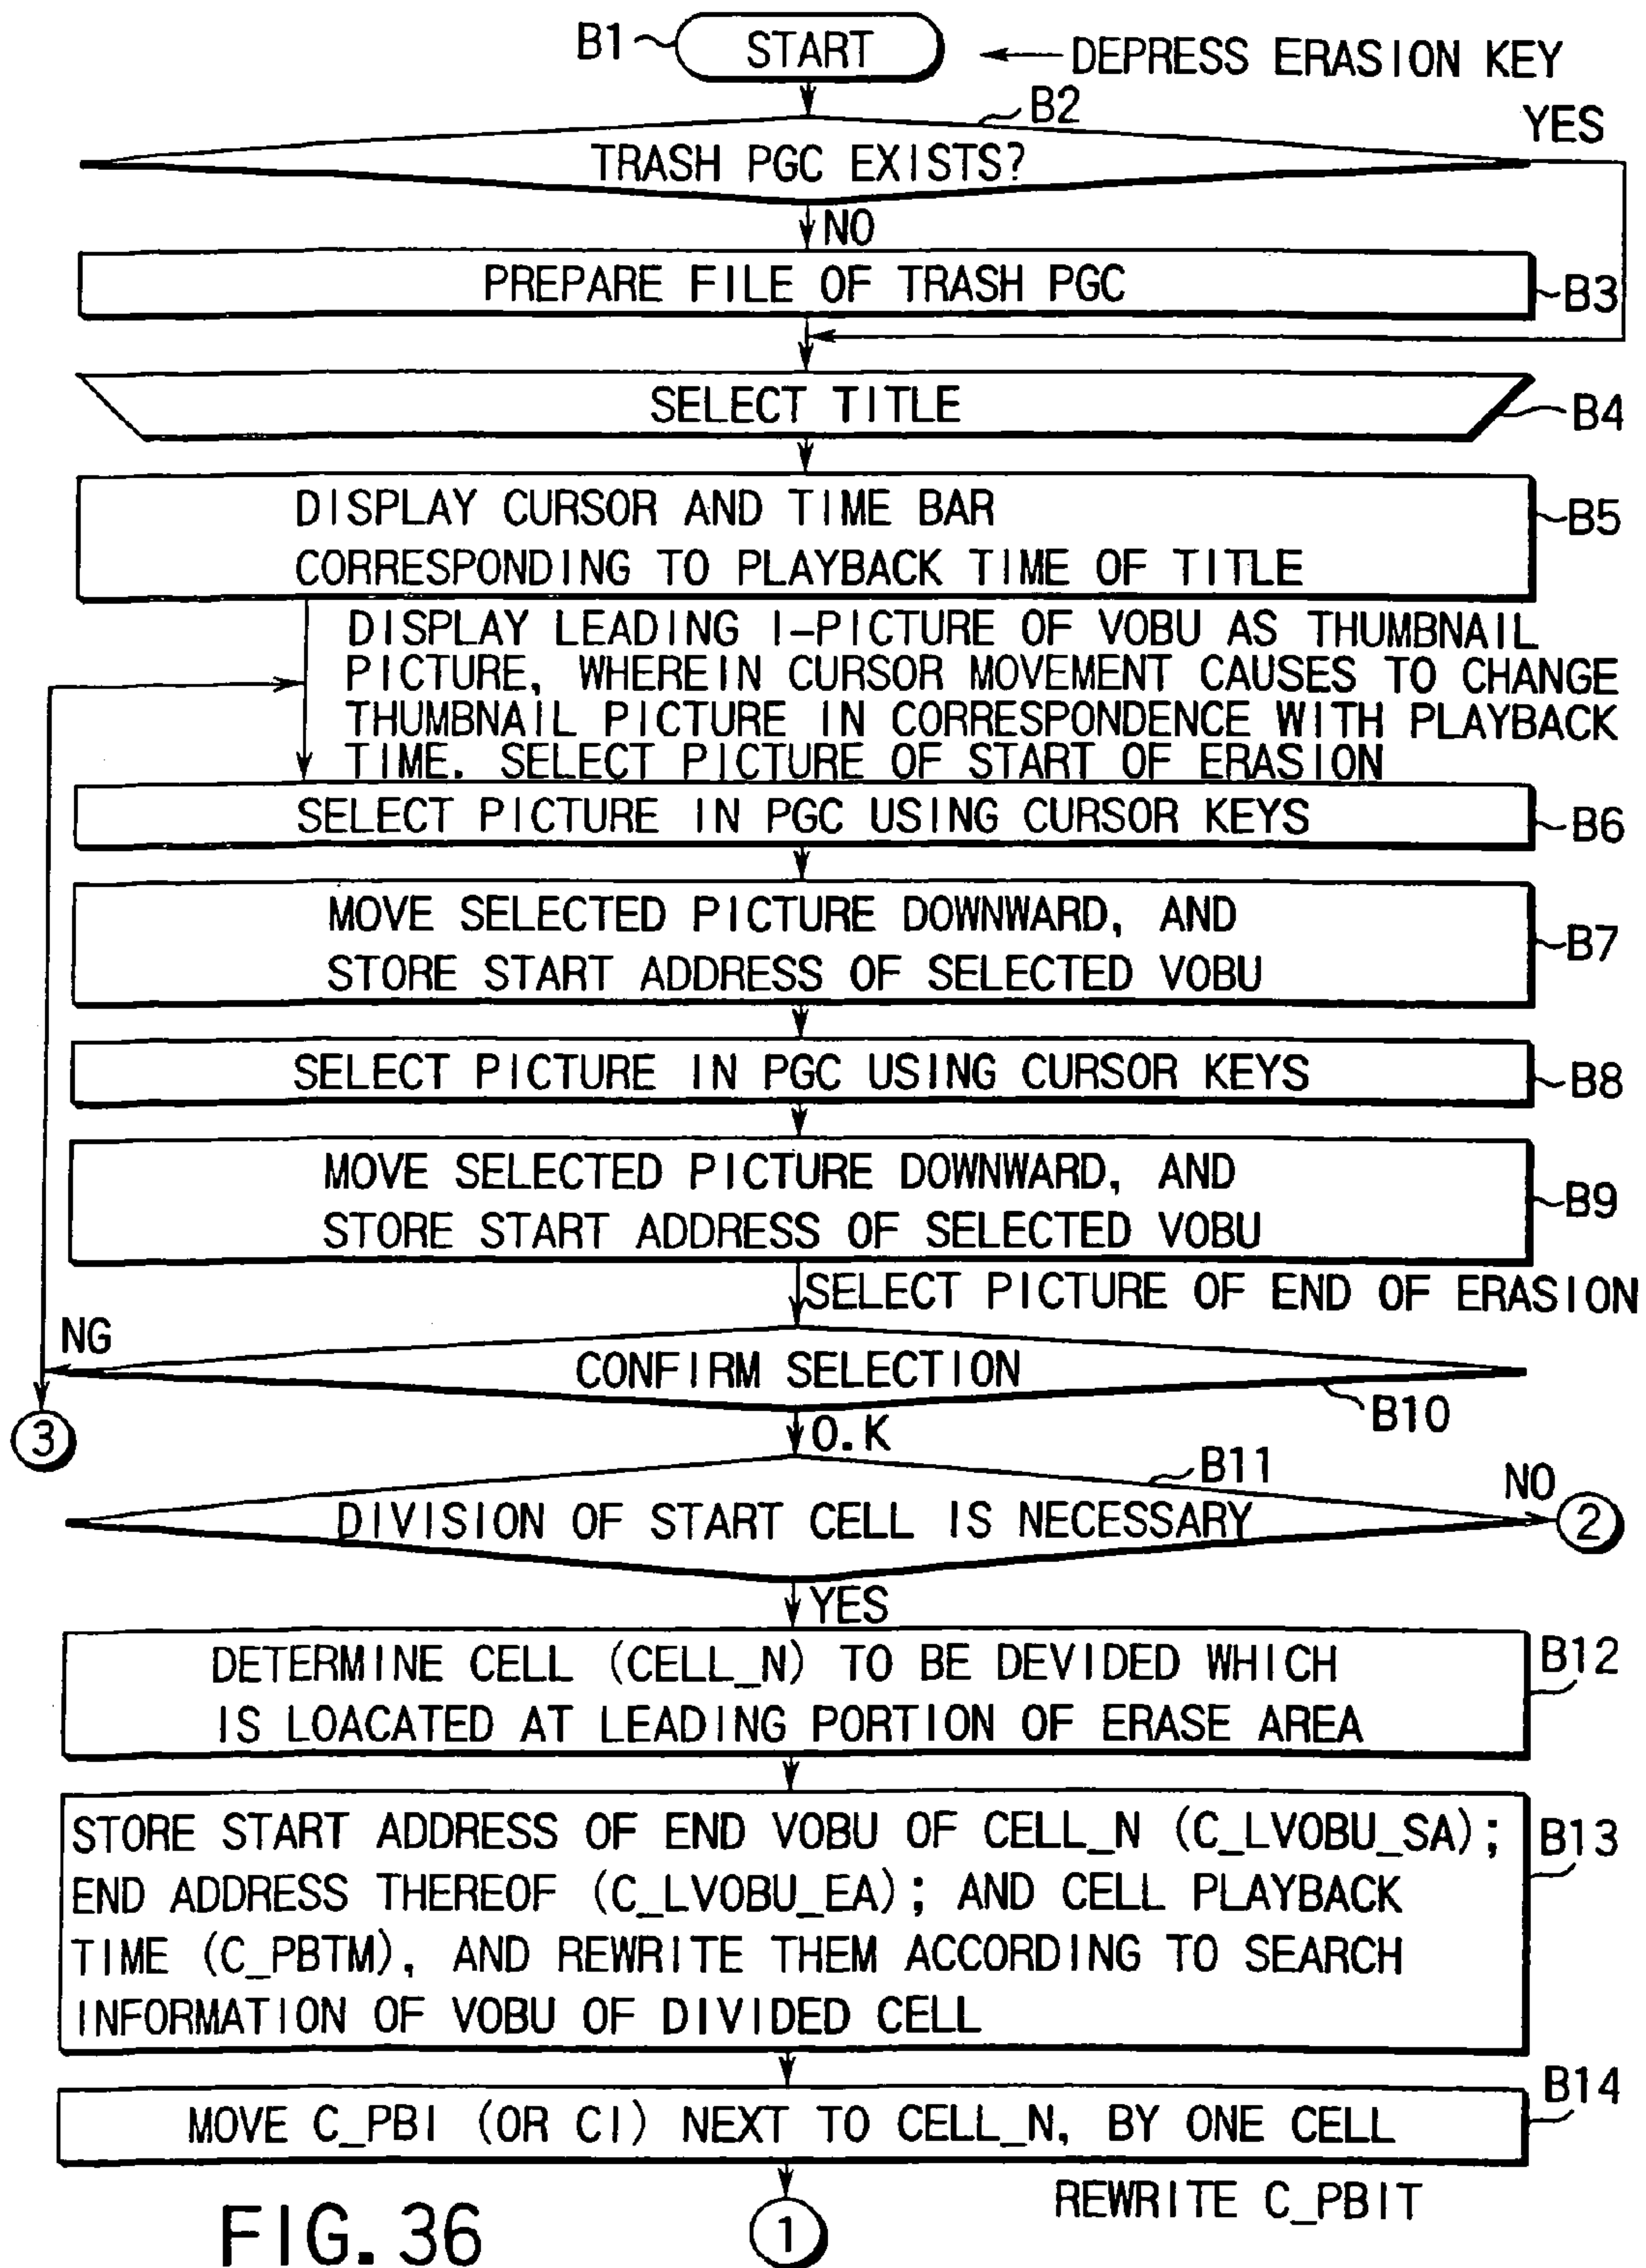 B1
START
DEPRESS ERASION KEY
B2
YES
TRASH PGC EXISTS?
NO
PREPARE FILE OF TRASH PGC
B3
SELECT TITLE
B4
DISPLAY CURSOR AND TIME BAR
CORRESPONDING TO PLAYBACK TIME OF TITLE
B5
DISPLAY LEADING I-PICTURE OF VOBU AS THUMBNAIL
PICTURE, WHEREIN CURSOR MOVEMENT CAUSES TO CHANGE
THUMBNAIL PICTURE IN CORRESPONDENCE WITH PLAYBACK
TIME. SELECT PICTURE OF START OF ERASION
SELECT PICTURE IN PGC USING CURSOR KEYS
B6
MOVE SELECTED PICTURE DOWNWARD, AND
STORE START ADDRESS OF SELECTED VOBU
B7
SELECT PICTURE IN PGC USING CURSOR KEYS
B8
MOVE SELECTED PICTURE DOWNWARD, AND
STORE START ADDRESS OF SELECTED VOBU
B9
SELECT PICTURE OF END OF ERASION
NG
CONFIRM SELECTION
B10
3
O.K
B11
NO
DIVISION OF START CELL IS NECESSARY
2
YES
DETERMINE CELL (CELL_N) TO BE DEVIDED WHICH
IS LOACATED AT LEADING PORTION OF ERASE AREA
B12
STORE START ADDRESS OF END VOBU OF CELL_N (C_LVOBU_SA);
END ADDRESS THEREOF (C_LVOBU_EA); AND CELL PLAYBACK
TIME (C_PBTM), AND REWRITE THEM ACCORDING TO SEARCH
INFORMATION OF VOBU OF DIVIDED CELL
B13
B14
MOVE C_PBI (OR CI) NEXT TO CELL_N, BY ONE CELL
REWRITE C_PBIT
1
FIG. 36